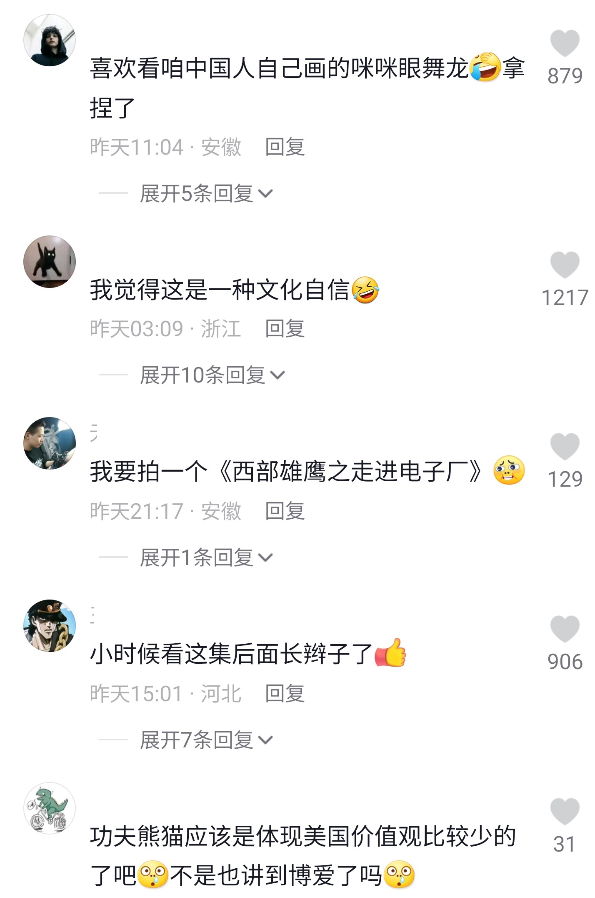 喜欢看咱中国人自己画的咪咪眼舞龙🤣拿
捏了
879
昨天11:04 · 安徽 回复
展开5条回复
我觉得这是一种文化自信🤣
1217
昨天03:09 · 浙江 回复
展开10条回复
我要拍一个《西部雄鹰之走进电子厂》
129
昨天21:17 · 安徽 回复
展开1条回复
小时候看这集后面长辫子了👍
906
昨天15:01 · 河北 回复
展开7条回复
功夫熊猫应该是体现美国价值观比较少的
了吧不是也讲到博爱了吗
31